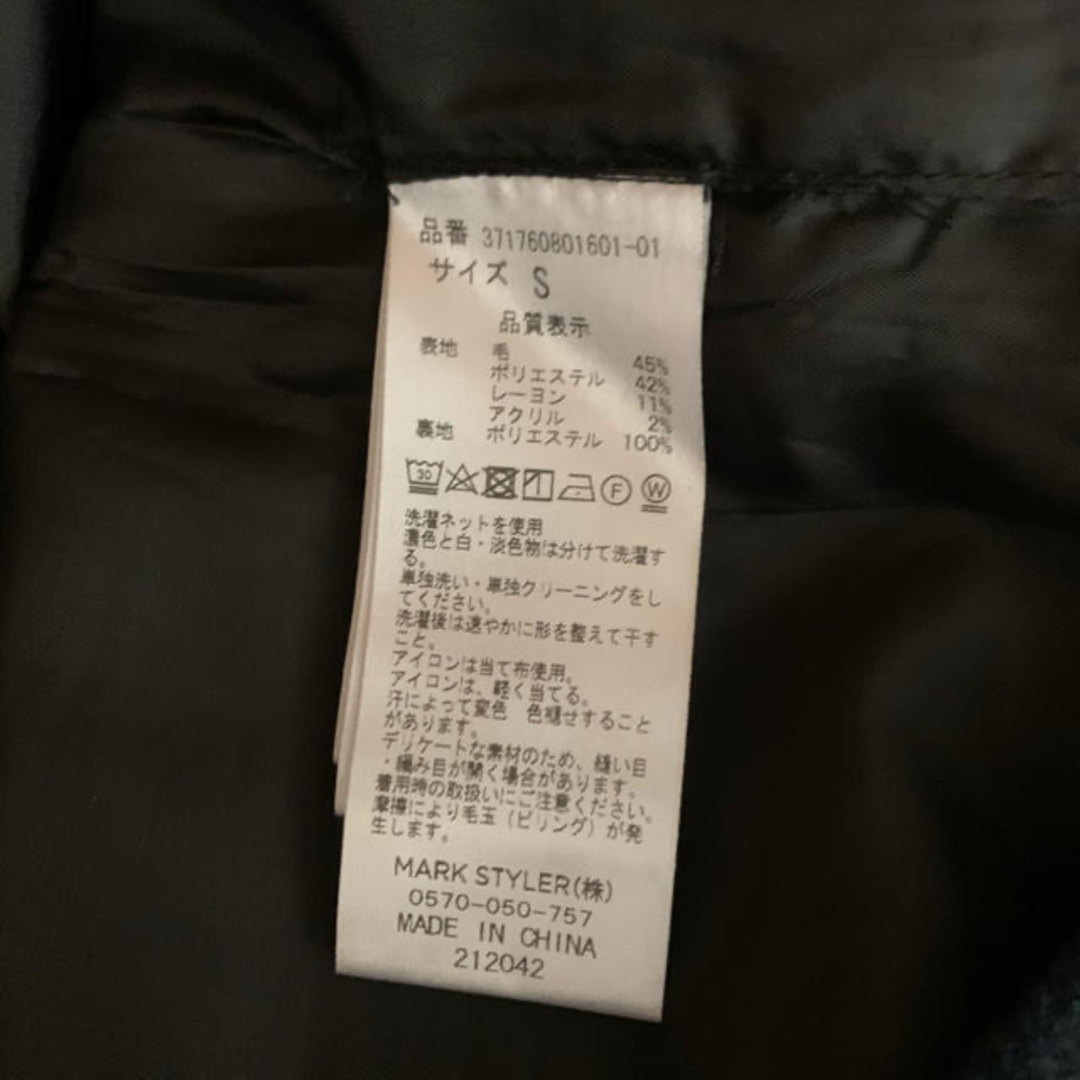 品番 371760801601-01
サイズ S
品質表示
表地 毛 45%
ポリエステル 42%
レーヨン 11%
アクリル 2%
裏地 ポリエステル 100%
30 F W
洗濯ネットを使用
濃色と白・淡色物は分けて洗濯す
る。
単独洗い・単独クリーニングをし
てください。
洗濯後は速やかに形を整えて干す
こと。
アイロンは当て布使用。
アイロンは、軽く当てる。
汗によって変色 色褪せすること
があります。
デリケートな素材のため、縫い目
・編み目が開く場合があります。
着用時の取扱いにご注意ください。
摩擦により毛玉(ピリング)が発
生します。
MARK STYLER(株)
0570-050-757
MADE IN CHINA
212042